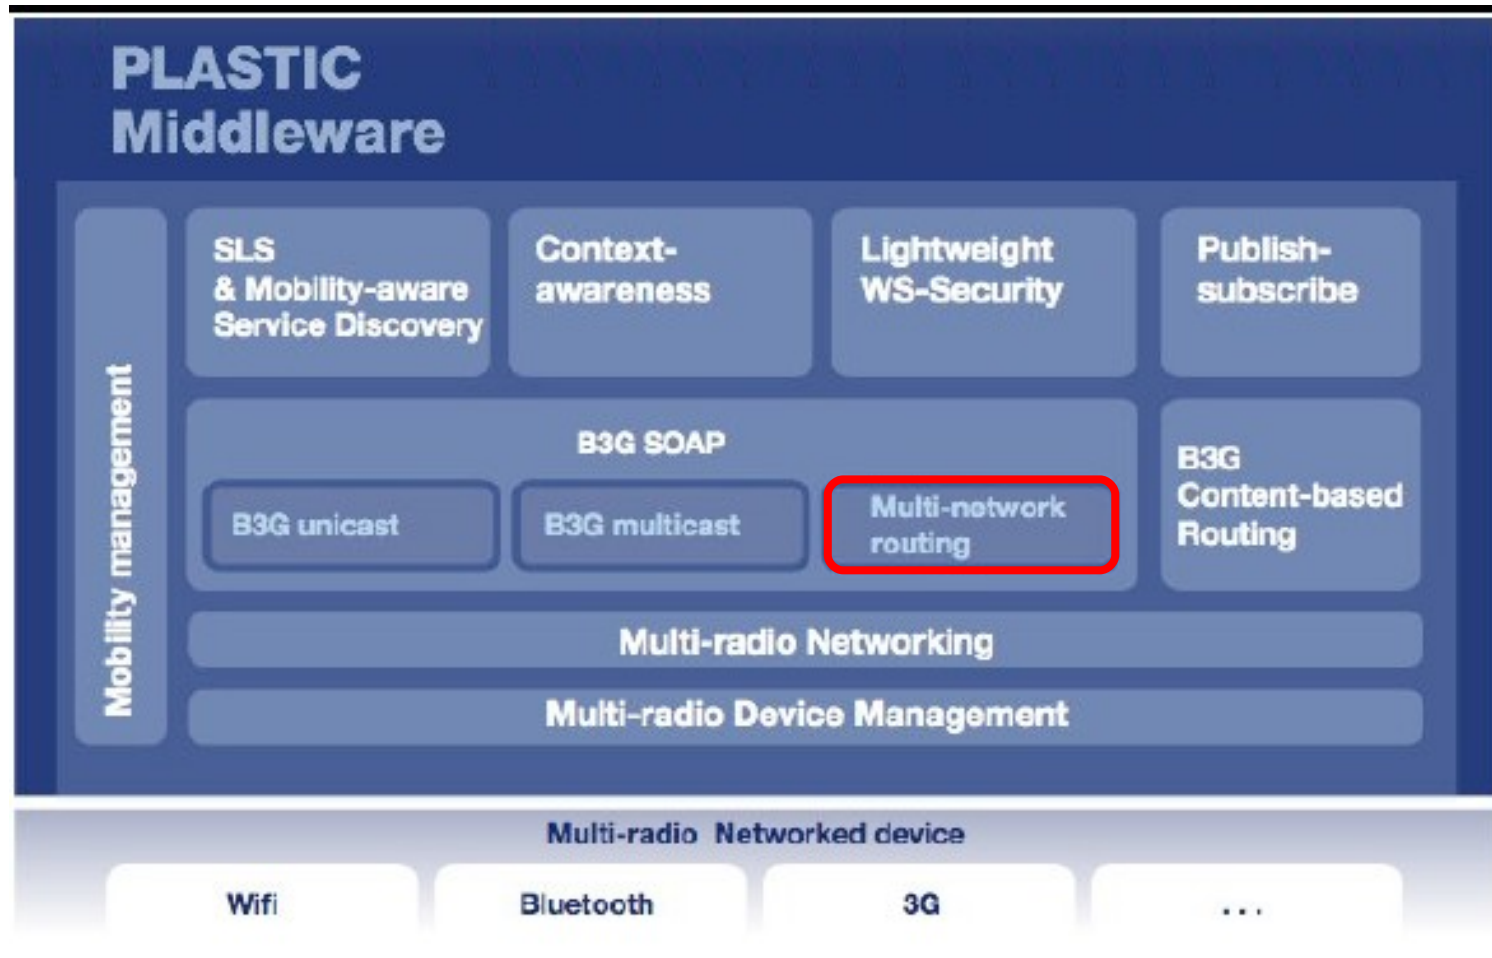 PLASTIC
Middleware
Mobility management
SLS
& Mobility-aware
Service Discovery
Context-
awareness
Lightweight
WS-Security
Publish-
subscribe
B3G SOAP
B3G unicast
B3G multicast
Multi-network
routing
B3G
Content-based
Routing
Multi-radio Networking
Multi-radio Device Management
Multi-radio Networked device
Wifi
Bluetooth
3G
...